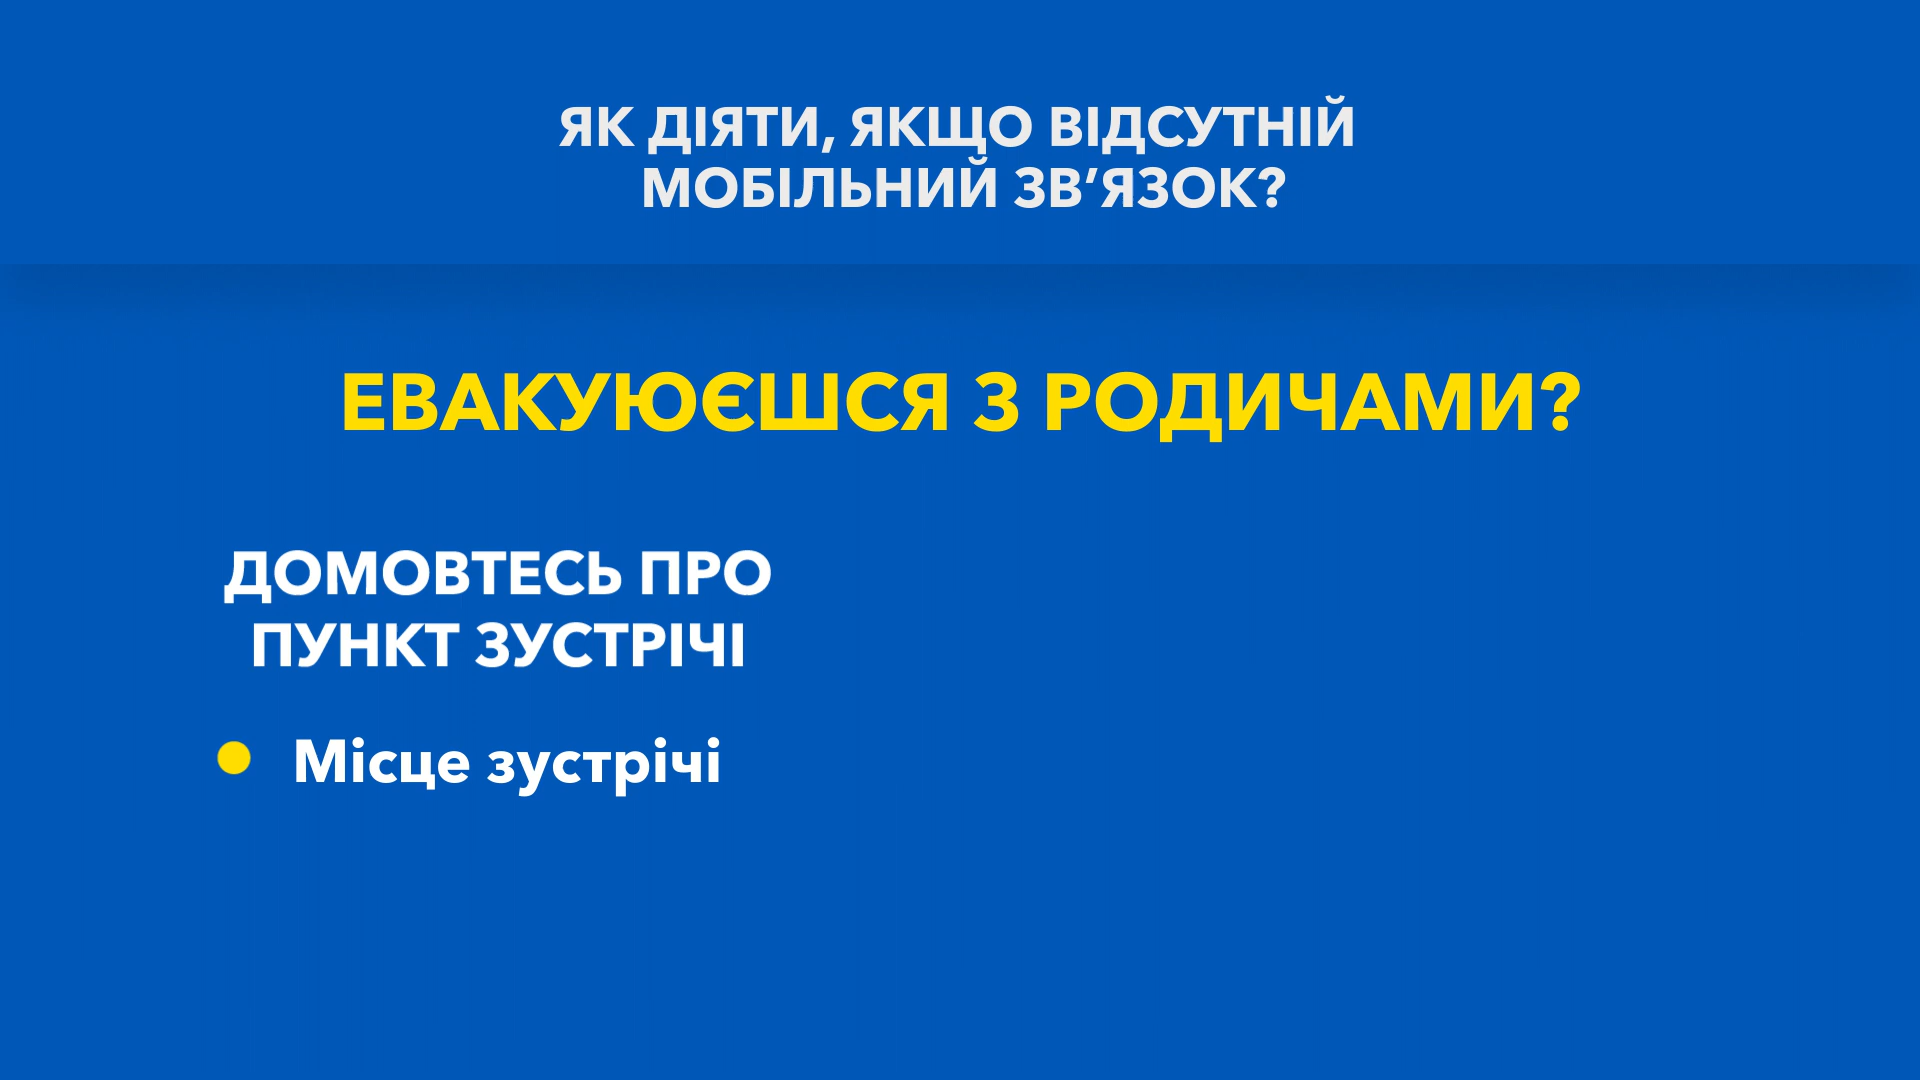 ЯК ДІЯТИ, ЯКЩО ВІДСУТНІЙ
МОБІЛЬНИЙ ЗВ’ЯЗОК?
ЕВАКУЮЄШСЯ З РОДИЧАМИ?
ДОМОВТЕСЬ ПРО
ПУНКТ ЗУСТРІЧІ
Місце зустрічі